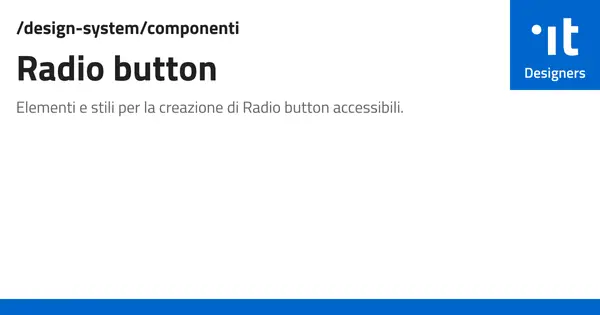 /design-system/componenti
Radio button
Elementi e stili per la creazione di Radio button accessibili.
it
Designers